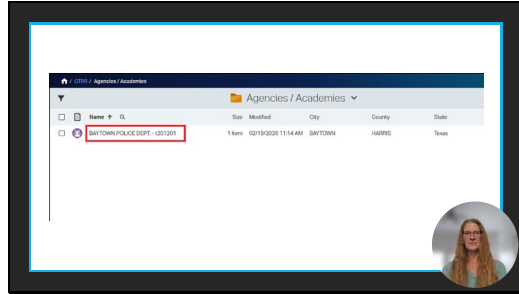 OTRR / Agencies / Academies
Agencies / Academies
Name Size Modified City County State
BAYTOWN POLICE DEPT. - t201201 1 Item 02/19/2020 11:14 AM BAYTOWN HARRIS Texas